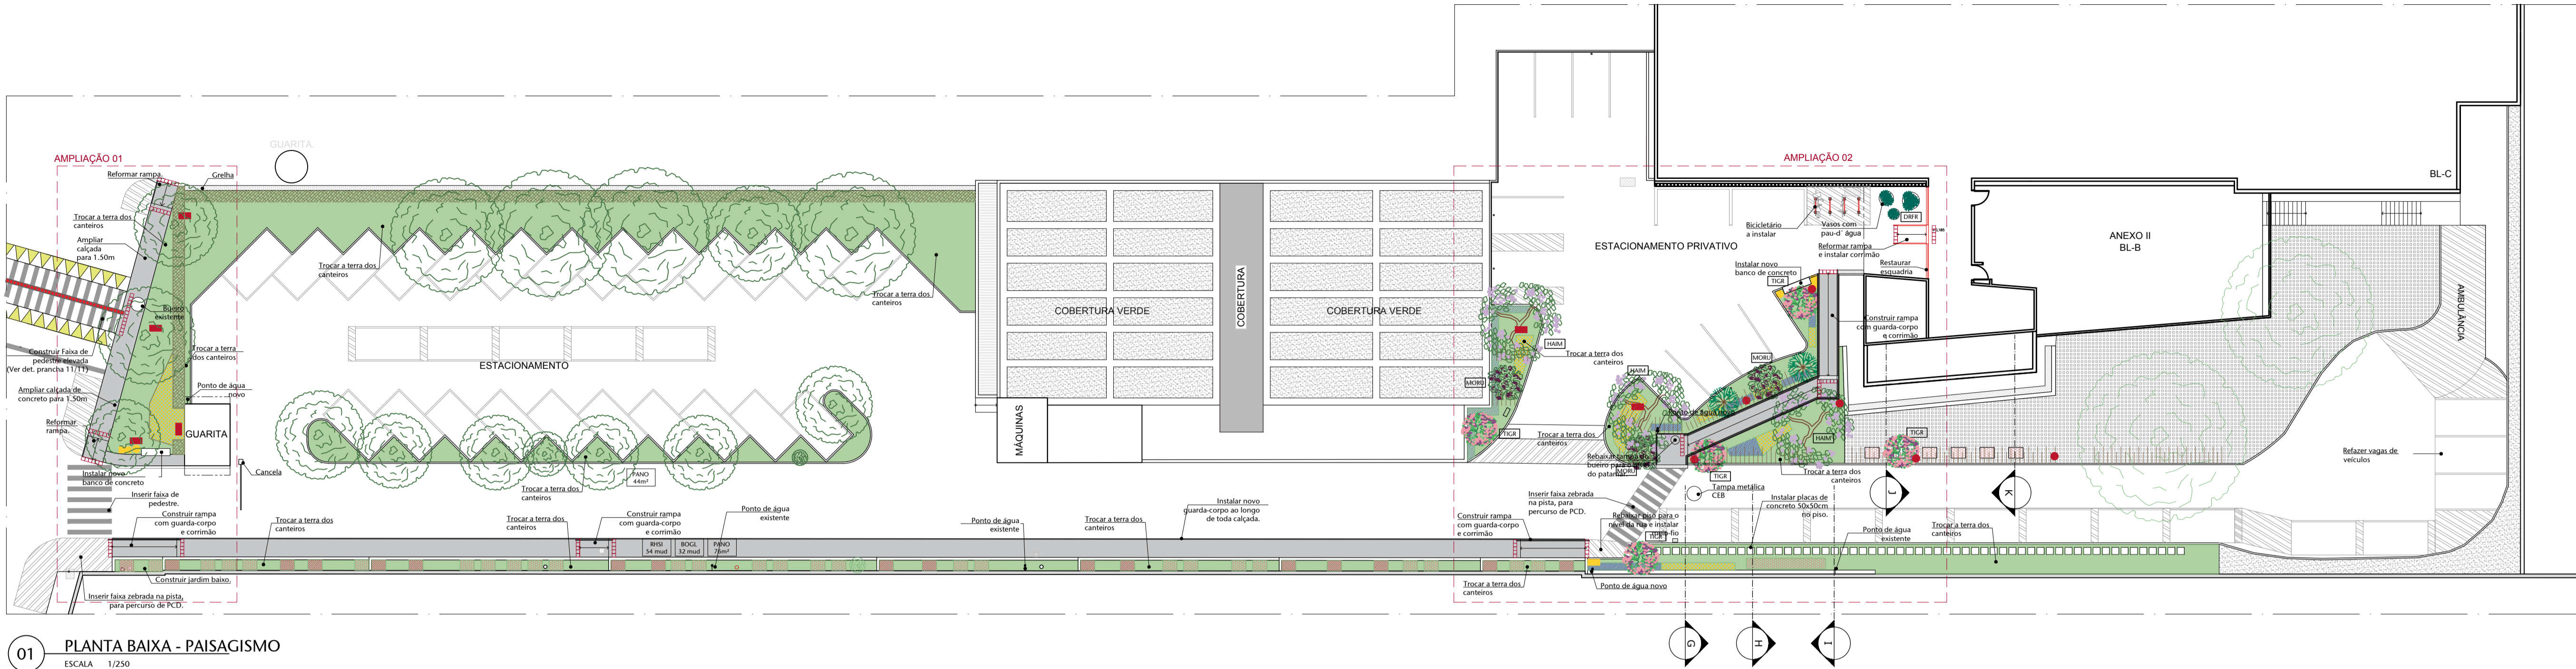 AMPLIAÇÃO 01
Reformar rampa.
Grelha
GUARITA.
Trocar a terra dos
canteiros
Ampliar
calçada
para 1.50m
Bueiro
existente
Construir Faixa de
pedestre elevada
(Ver det. prancha 11/11)
Ampliar calçada de
concreto para 1.50m
Reformar
rampa.
Instalar novo
banco de concreto
Trocar a terra
dos canteiros
Ponto de água
novo
GUARITA
Cancela
Inserir faixa de
pedestre.
Construir rampa
com guarda-corpo
e corrimão
Trocar a terra dos
canteiros
Construir jardim baixo.
Inserir faixa zebrada na pista,
para percurso de PCD.
Trocar a terra dos
canteiros
ESTACIONAMENTO
Trocar a terra dos
canteiros
Trocar a terra dos
canteiros
PANO
44m²
Trocar a terra dos
canteiros
Construir rampa
com guarda-corpo
e corrimão
RHSI
54 mud
BOGL
32 mud
PANO
76m²
Ponto de água
existente
COBERTURA VERDE
COBERTURA
COBERTURA VERDE
MÁQUINAS
Ponto de água
existente
Trocar a terra dos
canteiros
Instalar novo
guarda-corpo ao longo
de toda calçada.
AMPLIAÇÃO 02
ESTACIONAMENTO PRIVATIVO
Bicicletário
a instalar
Vasos com
pau-d´água
DRFR
Reformar rampa
e instalar corrimão
Restaurar
esquadria
Instalar novo
banco de concreto
TIGR
Construir rampa
com guarda-corpo
e corrimão
HAIM
Trocar a terra dos
canteiros
MORU
TIGR
HAIM
MORU
Ponto de água novo
Trocar a terra dos
canteiros
Rebaixar tampa do
bueiro para o
do patamar.
MORU
TIGR
HAIM
Trocar a terra dos
canteiros
TIGR
Tampa metálica
CEB
Instalar placas de
concreto 50x50cm
no piso.
Inserir faixa zebrada
na pista, para
percurso de PCD.
Rebaixar piso para o
nível da rua e instalar
meio-fio
TIGR
Construir rampa
com guarda-corpo
e corrimão
Trocar a terra dos
canteiros
Ponto de água novo
Ponto de água
existente
Trocar a terra dos
canteiros
ANEXO II
BL-B
BL-C
AMBULÂNCIA
Refazer vagas de
veículos
J
K
G
H
I
01
PLANTA BAIXA - PAISAGISMO
ESCALA 1/250